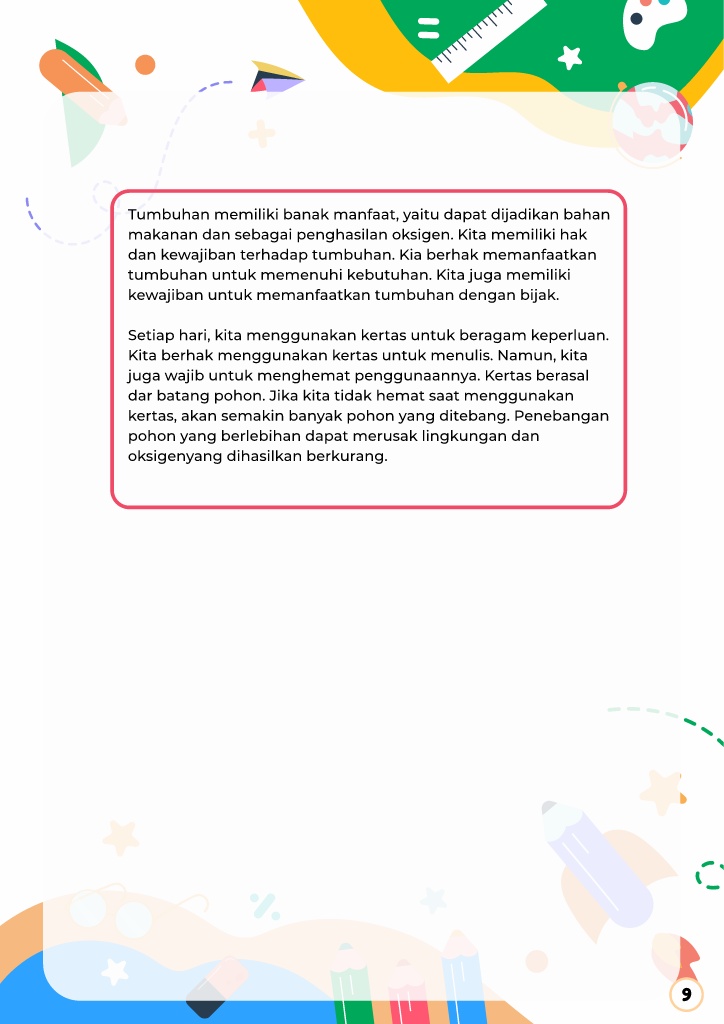 Tumbuhan memiliki banak manfaat, yaitu dapat dijadikan bahan
makanan dan sebagai penghasilan oksigen. Kita memiliki hak
dan kewajiban terhadap tumbuhan. Kia berhak memanfaatkan
tumbuhan untuk memenuhi kebutuhan. Kita juga memiliki
kewajiban untuk memanfaatkan tumbuhan dengan bijak.
Setiap hari, kita menggunakan kertas untuk beragam keperluan.
Kita berhak menggunakan kertas untuk menulis. Namun, kita
juga wajib untuk menghemat penggunaannya. Kertas berasal
dar batang pohon. Jika kita tidak hemat saat menggunakan
kertas, akan semakin banyak pohon yang ditebang. Penebangan
pohon yang berlebihan dapat merusak lingkungan dan
oksigenyang dihasilkan berkurang.
9